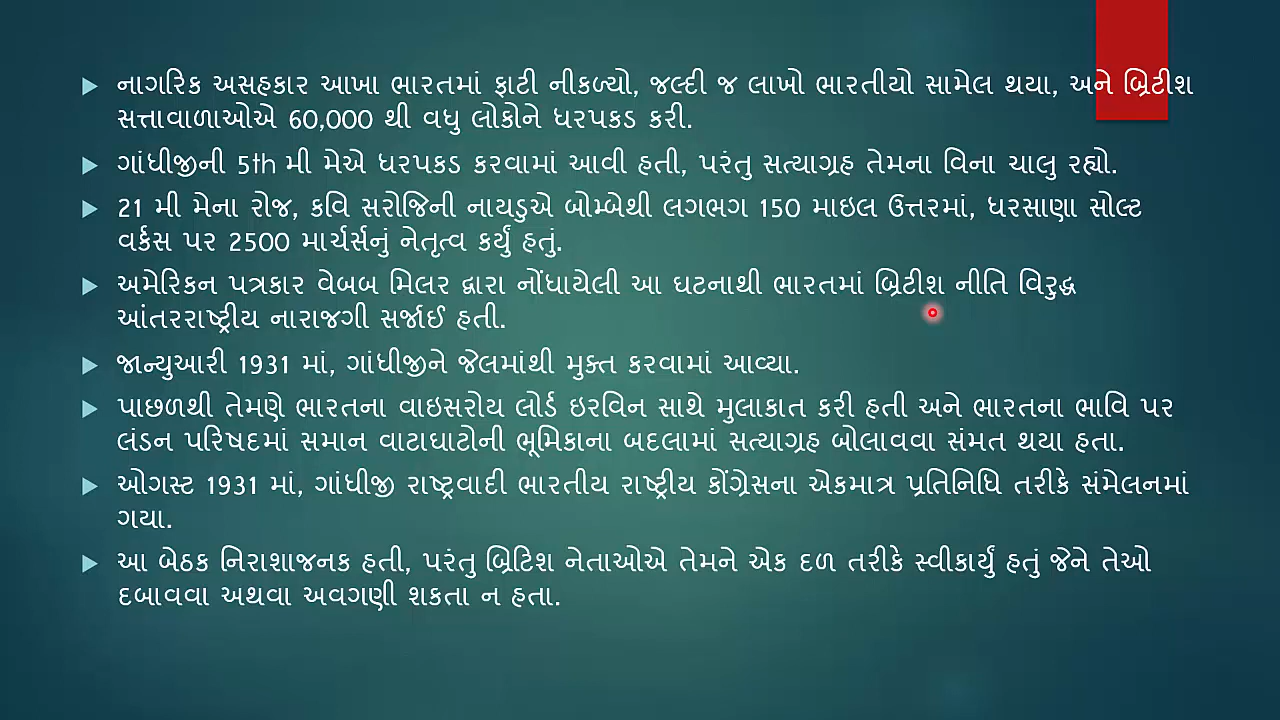 નાગરિક અસહકાર આખા ભારતમાં ફાટી નીકળ્યો, જલ્દી જ લાખો ભારતીયો સામેલ થયા, અને બ્રિટીશ
સત્તાવાળાઓએ 60,000 થી વધુ લોકોને ધરપકડ કરી.
ગાંધીજીની 5th મી મેએ ધરપકડ કરવામાં આવી હતી, પરંતુ સત્યાગ્રહ તેમના વિના ચાલુ રહ્યો.
21 મી મેના રોજ, કવિ સરોજિની નાયડુએ બોમ્બેથી લગભગ 150 માઇલ ઉત્તરમાં, ધરસાણા સોલ્ટ
વર્કસ પર 2500 માર્ચર્સનું નેતૃત્વ કર્યું હતું.
અમેરિકન પત્રકાર વેબબ મિલર દ્વારા નોંધાયેલી આ ઘટનાથી ભારતમાં બ્રિટીશ નીતિ વિરુદ્ધ
આંતરરાષ્ટ્રીય નારાજગી સર્જાઈ હતી.
જાન્યુઆરી 1931 માં, ગાંધીજીને જેલમાંથી મુક્ત કરવામાં આવ્યા.
પાછળથી તેમણે ભારતના વાઇસરોય લોર્ડ ઇરવિન સાથે મુલાકાત કરી હતી અને ભારતના ભાવિ પર
લંડન પરિષદમાં સમાન વાટાઘાટોની ભૂમિકાના બદલામાં સત્યાગ્રહ બોલાવવા સંમત થયા હતા.
ઓગસ્ટ 1931 માં, ગાંધીજી રાષ્ટ્રવાદી ભારતીય રાષ્ટ્રીય કોંગ્રેસના એકમાત્ર પ્રતિનિધિ તરીકે સંમેલનમાં
ગયા.
આ બેઠક નિરાશાજનક હતી, પરંતુ બ્રિટિશ નેતાઓએ તેમને એક દળ તરીકે સ્વીકાર્યું હતું જેને તેઓ
દબાવવા અથવા અવગણી શકતા ન હતા.